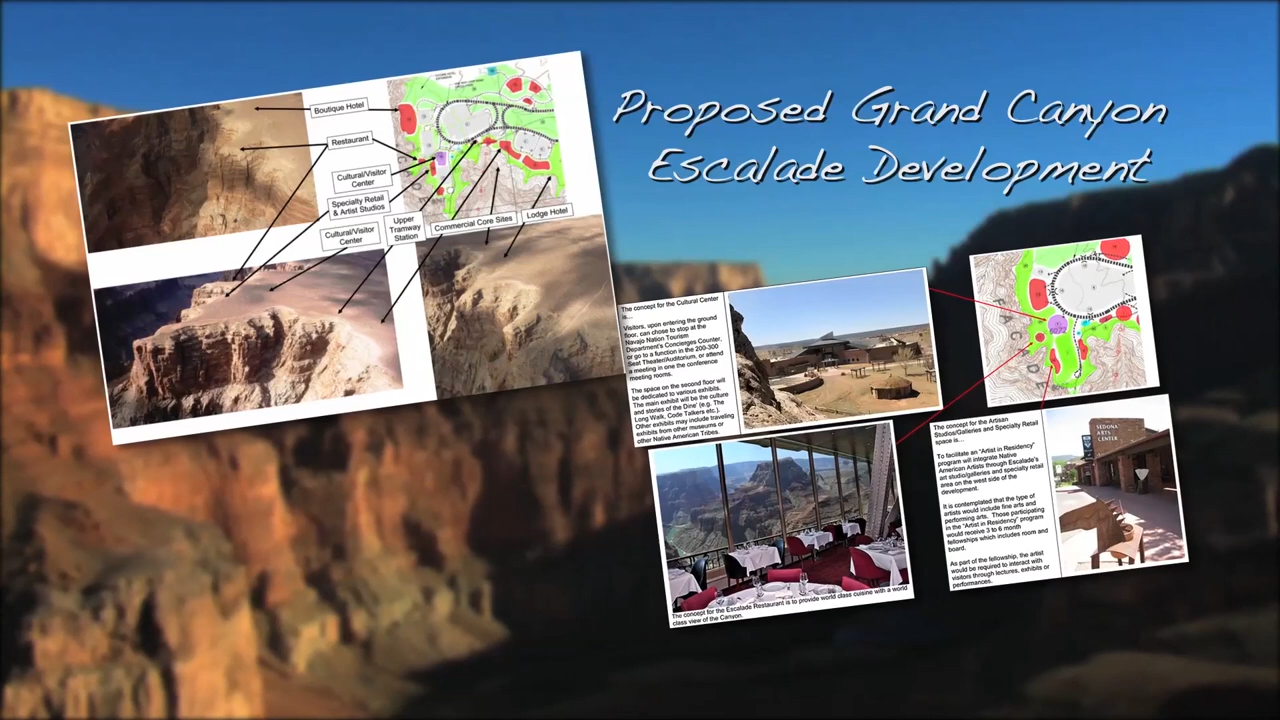 Proposed Grand Canyon
Escalade Development
Boutique Hotel
Restaurant
Cultural/Visitor
Center
Specialty Retail
& Artist Studios
Cultural/Visitor
Center
Upper
Tramway
Station
Commercial Core Sites
Lodge Hotel
The concept for the Cultural Center
is...
Visitors, upon entering the ground
floor, can chose to stop at the
Navajo Nation Tourism
Department's Concierges Counter,
or go to a function in the 200-300
Seat Theater/Auditorium, or attend
a meeting in one the conference
meeting rooms.
The space on the second floor will
be dedicated to various exhibits.
The main exhibit will be the culture
and stories of the Dine' (e.g. The
Long Walk, Code Talkers etc.).
Other exhibits may include traveling
exhibits from other museums or
other Native American Tribes.
The concept for the Escalade Restaurant is to provide world class cuisine with a world
class view of the Canyon.
The concept for the Artisan
Studios/Galleries and Specialty Retail
space is...
To facilitate an "Artist in Residency"
program will integrate Native
American Artists through Escalade's
art studio/galleries and specialty retail
area on the west side of the
development.
It is contemplated that the type of
artists would include fine arts and
performing arts. Those participating
in the "Artist in Residency" program
would receive 3 to 6 month
fellowships which includes room and
board.
As part of the fellowship, the artist
would be required to interact with
visitors through lectures, exhibits or
performances.
SEDONA
ARTS
CENTER